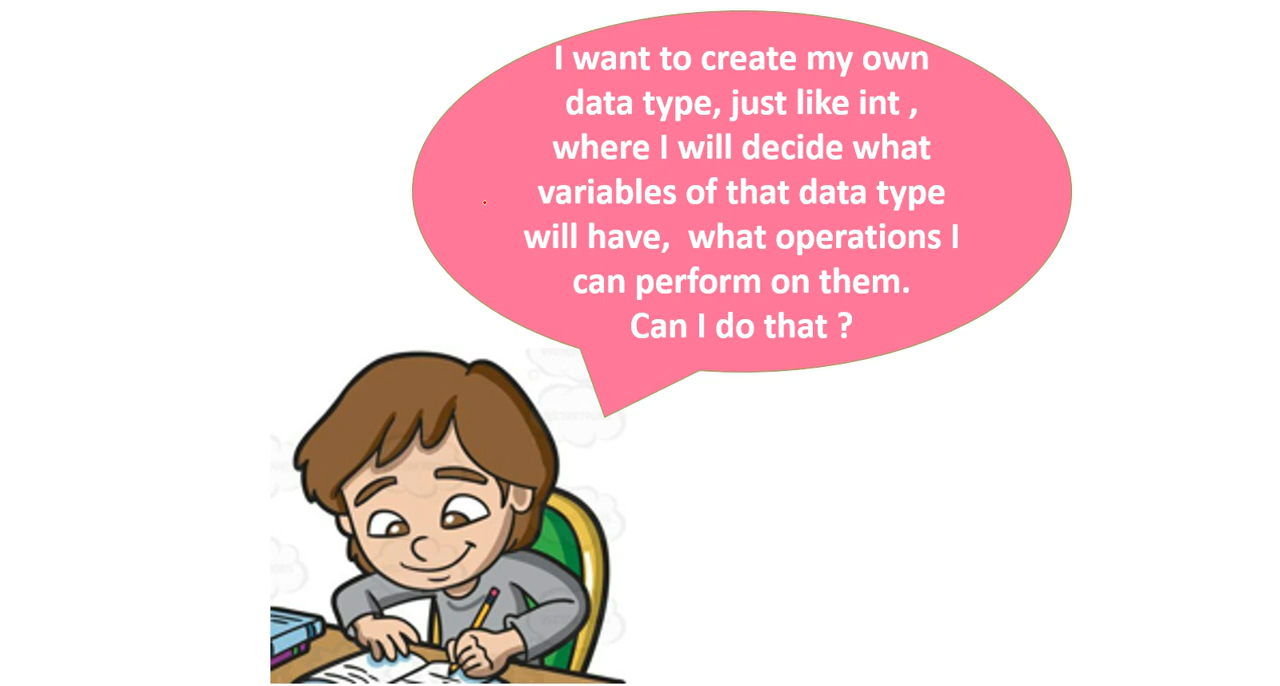 I want to create my own
data type, just like int ,
where I will decide what
variables of that data type
will have,  what operations I
can perform on them.
Can I do that ?